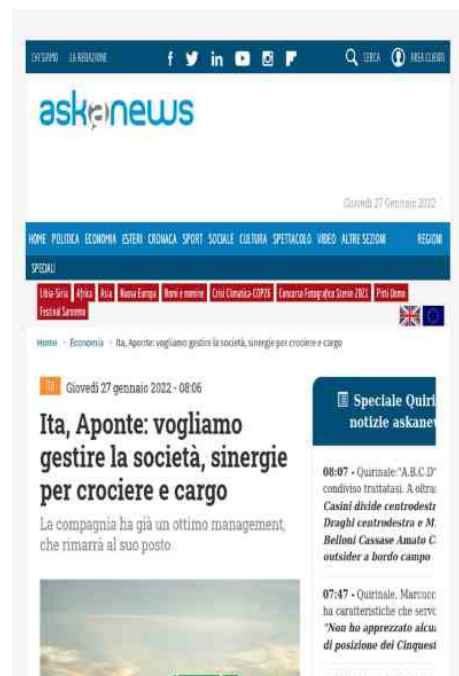 CHI SIAMO LA REDAZIONE
CERCA AREA CLIENTI
askanews
Giovedì 27 Gennaio 2022
HOME POLITICA ECONOMIA ESTERI CRONACA SPORT SOCIALE CULTURA SPETTACOLO VIDEO ALTRE SEZIONI REGIONI
SPECIALI
Libia-Siria Africa Asia Nuova Europa Nomi e nomine Crisi Climatica-COP26 Concorso Fotografico Stenin 2021 Pitti Uomo
Festival Sanremo
Home Economia Ita, Aponte: vogliamo gestire la società, sinergie per crociere e cargo
ITA Giovedì 27 gennaio 2022 - 08:06
Ita, Aponte: vogliamo
gestire la società, sinergie
per crociere e cargo
La compagnia ha già un ottimo management,
che rimarrà al suo posto
Speciale Quiri
notizie askanew
08:07 - Quirinale: "A.B.C.D"
condiviso trattatasi. A oltra
Casini divide centrodestr
Draghi centrodestra e M
Belloni Cassase Amato C
outsider a bordo campo
07:47 - Quirinale, Marcucc
ha caratteristiche che servo
"Non ho apprezzato alcu
di posizione dei Cinquest